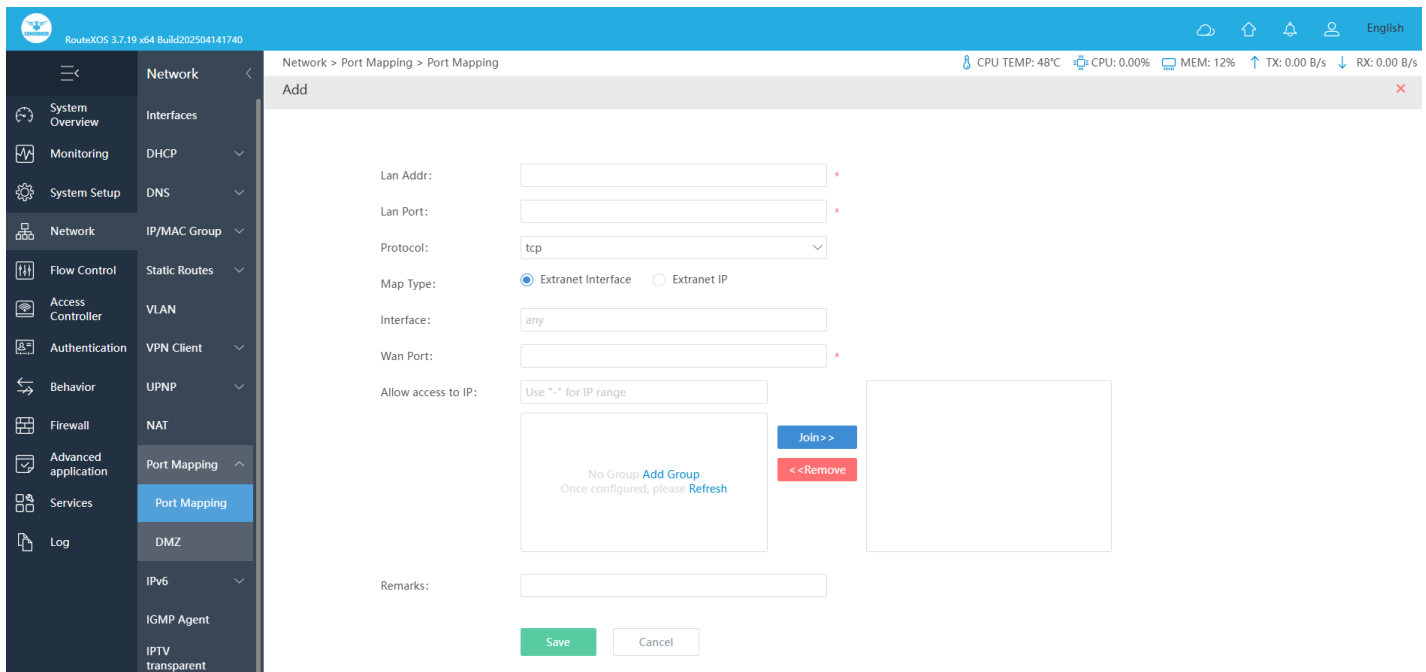 RouteXOS 3.7.19 x64 Build202504141740
English
Network
Network > Port Mapping > Port Mapping
CPU TEMP: 48℃ CPU: 0.00% MEM: 12% TX: 0.00 B/s RX: 0.00 B/s
Add
System
Overview
Monitoring
System Setup
Network
Flow Control
Access
Controller
Authentication
Behavior
Firewall
Advanced
application
Services
Log
Interfaces
DHCP
DNS
IP/MAC Group
Static Routes
VLAN
VPN Client
UPNP
NAT
Port Mapping
Port Mapping
DMZ
IPv6
IGMP Agent
IPTV
transparent
Lan Addr: *
Lan Port: *
Protocol: tcp
Map Type: Extranet Interface Extranet IP
Interface: any
Wan Port: *
Allow access to IP: Use "-" for IP range
Join>>
<<Remove
No Group Add Group
Once configured, please Refresh
Remarks:
Save Cancel